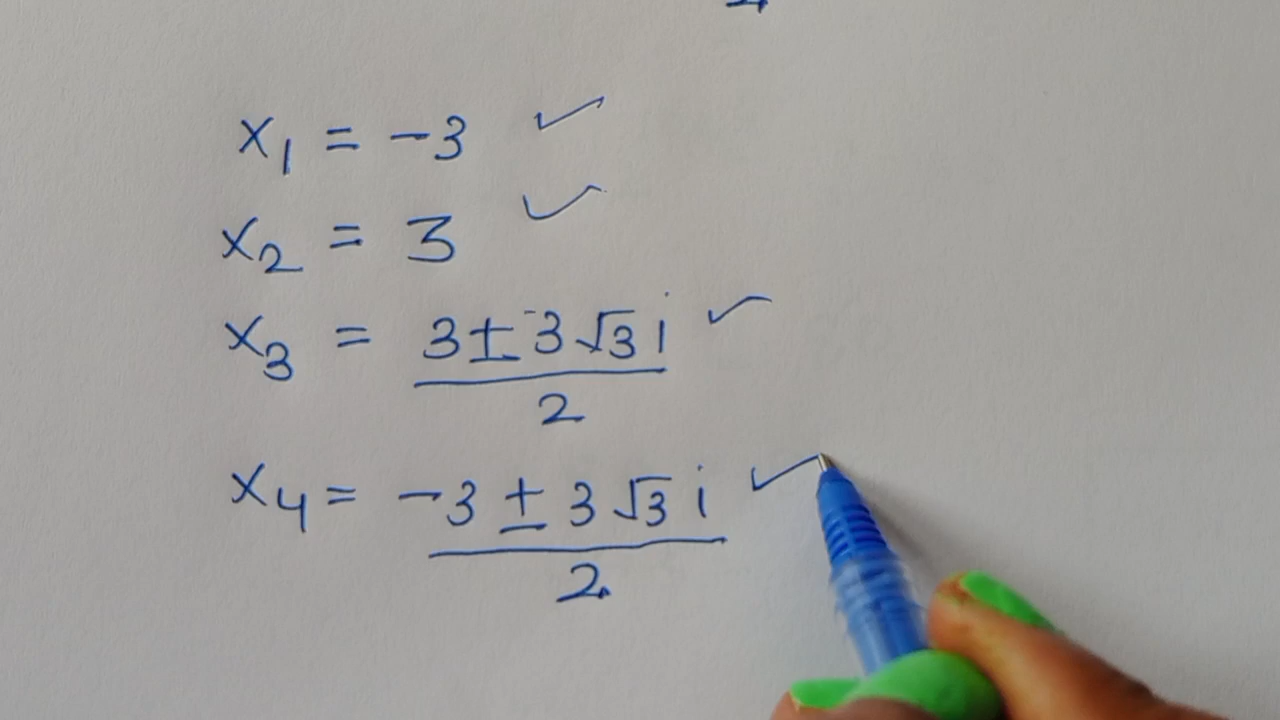 x₁ = -3 ✓
x₂ = 3 ✓
x₃ = (3 ± 3√3 i)/2 ✓
x₄ = (-3 ± 3√3 i)/2 ✓